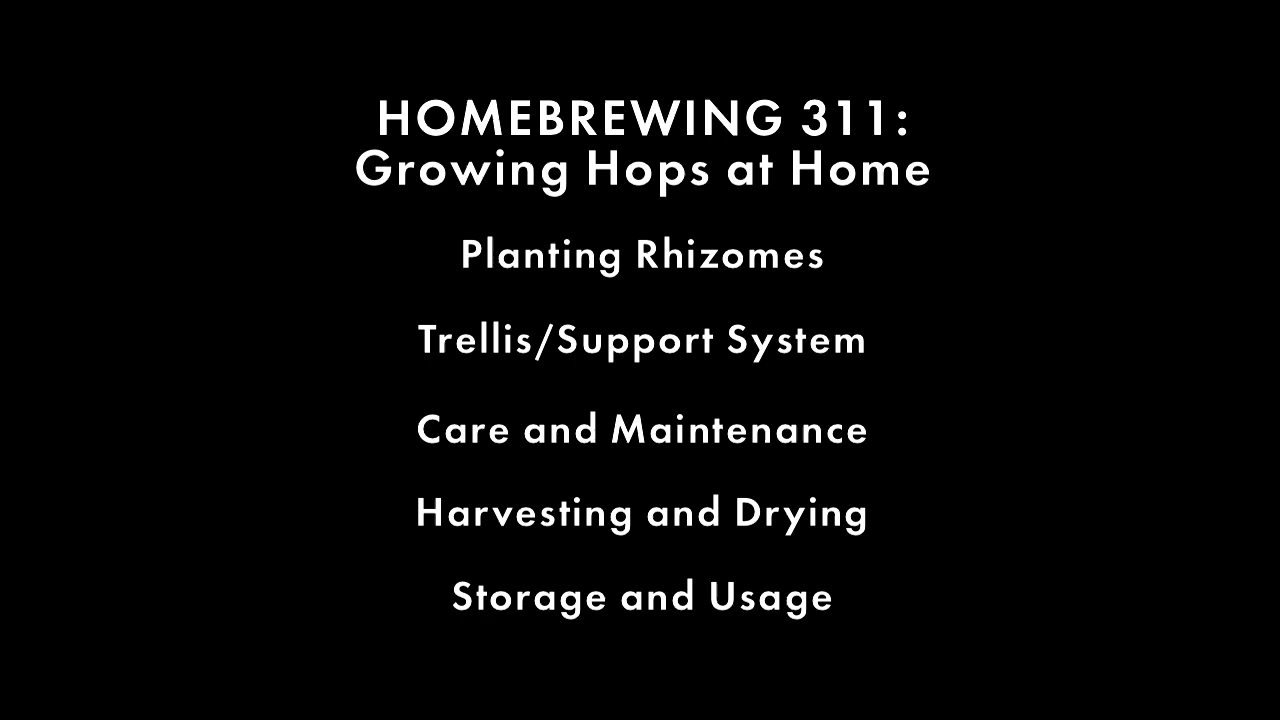 HOMEBREWING 311:
Growing Hops at Home
Planting Rhizomes
Trellis/Support System
Care and Maintenance
Harvesting and Drying
Storage and Usage